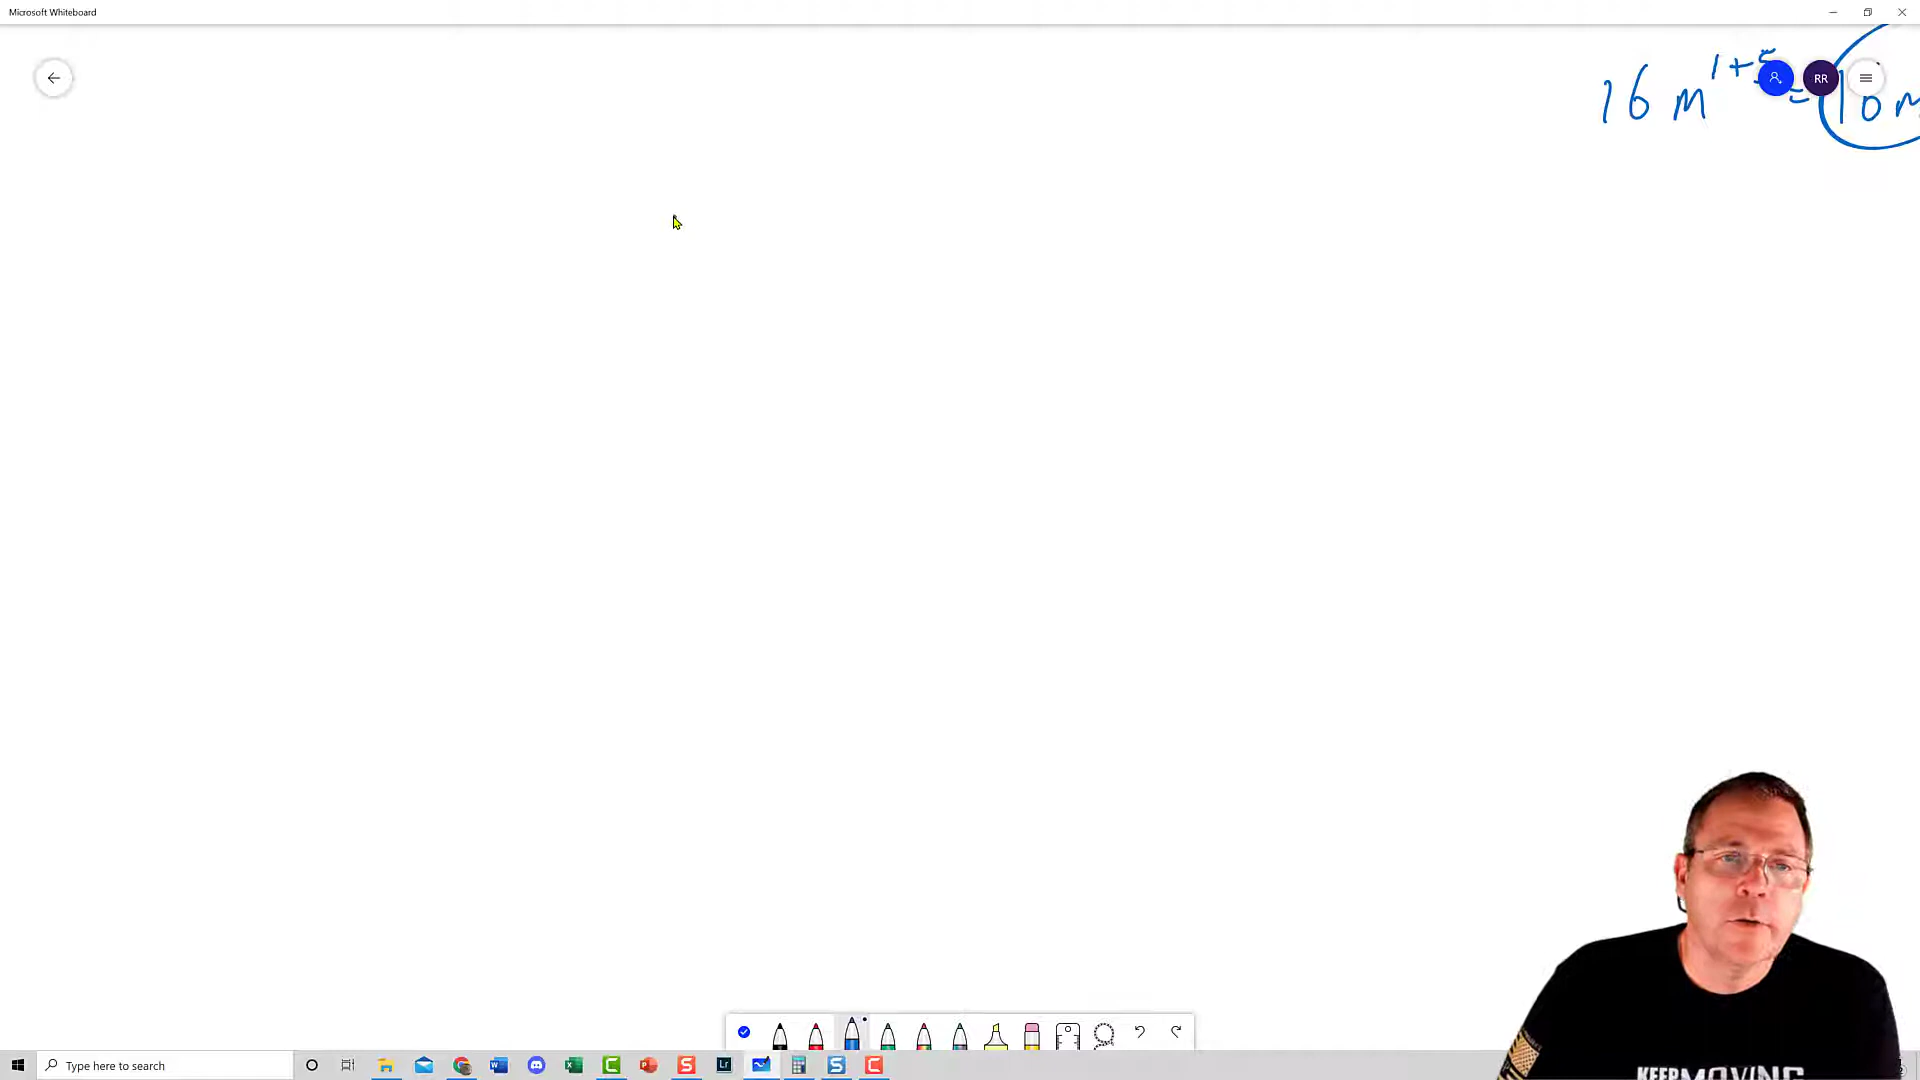 Microsoft Whiteboard
16 m 1+5 =
RR
Type here to search
KEEP MOVING